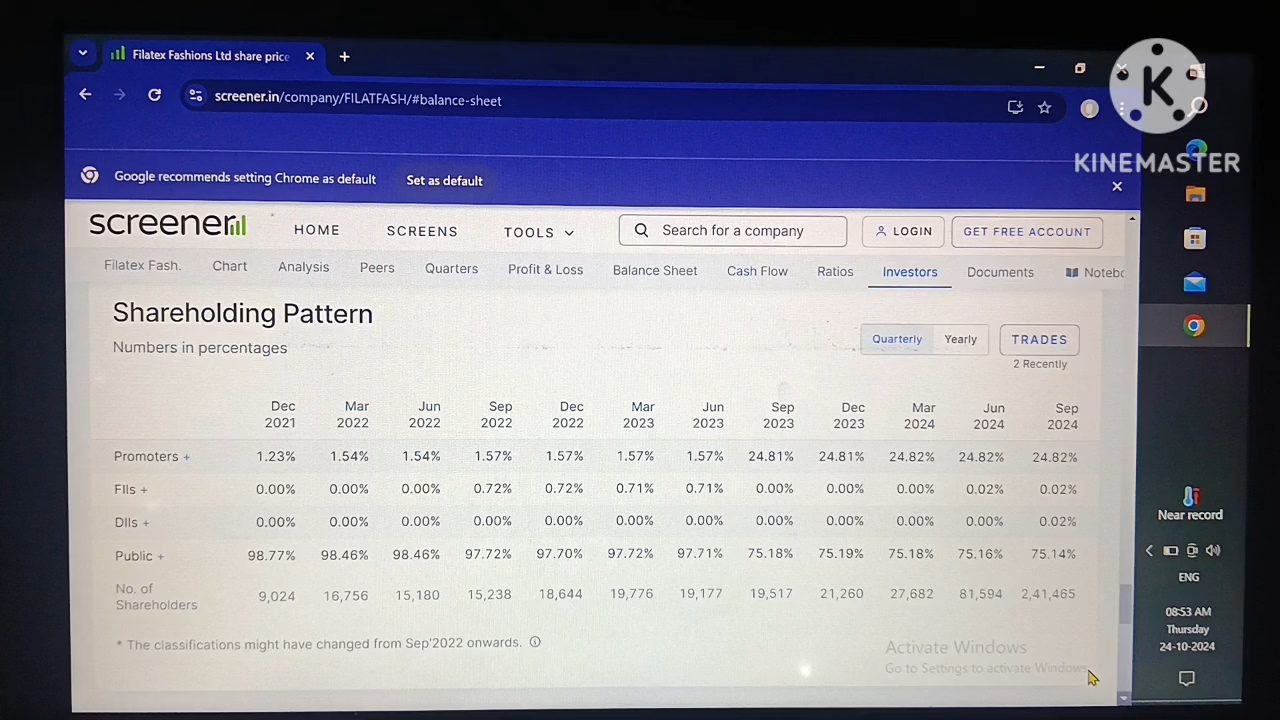 Filatex Fashions Ltd share price
screener.in/company/FILATFASH/#balance-sheet
K
KINEMASTER
Google recommends setting Chrome as default Set as default
screener HOME SCREENS TOOLS Search for a company LOGIN GET FREE ACCOUNT
Filatex Fash. Chart Analysis Peers Quarters Profit & Loss Balance Sheet Cash Flow Ratios Investors Documents Notebo
Shareholding Pattern
Numbers in percentages
Quarterly Yearly TRADES
2 Recently
Dec Mar Jun Sep Dec Mar Jun Sep Dec Mar Jun Sep
2021 2022 2022 2022 2022 2023 2023 2023 2023 2024 2024 2024
Promoters + 1.23% 1.54% 1.54% 1.57% 1.57% 1.57% 1.57% 24.81% 24.81% 24.82% 24.82% 24.82%
FIIs + 0.00% 0.00% 0.00% 0.72% 0.72% 0.71% 0.71% 0.00% 0.00% 0.00% 0.02% 0.02%
DIIs + 0.00% 0.00% 0.00% 0.00% 0.00% 0.00% 0.00% 0.00% 0.00% 0.00% 0.00% 0.02%
Public + 98.77% 98.46% 98.46% 97.72% 97.70% 97.72% 97.71% 75.18% 75.19% 75.18% 75.16% 75.14%
No. of
Shareholders 9,024 16,756 15,180 15,238 18,644 19,776 19,177 19,517 21,260 27,682 81,594 2,41,465
* The classifications might have changed from Sep'2022 onwards.
Activate Windows
Go to Settings to activate Windows.
Near record
ENG
08:53 AM
Thursday
24-10-2024